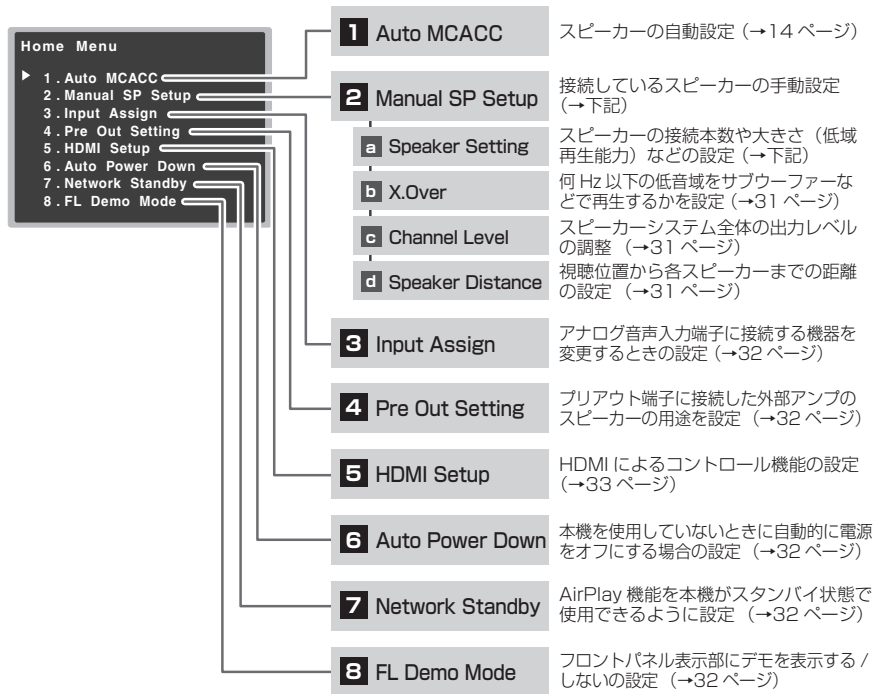 Home Menu
1 . Auto MCACC
2 . Manual SP Setup
3 . Input Assign
4 . Pre Out Setting
5 . HDMI Setup
6 . Auto Power Down
7 . Network Standby
8 . FL Demo Mode
1 Auto MCACC
スピーカーの自動設定（→14 ページ）
2 Manual SP Setup
接続しているスピーカーの手動設定
（→下記）
a Speaker Setting
スピーカーの接続本数や大きさ（低域
再生能力）などの設定（→下記）
b X.Over
何 Hz 以下の低音域をサブウーファーな
どで再生するかを設定（→31 ページ）
c Channel Level
スピーカーシステム全体の出力レベル
の調整 （→31 ページ）
d Speaker Distance
視聴位置から各スピーカーまでの距離
の設定 （→31 ページ）
3 Input Assign
アナログ音声入力端子に接続する機器を
変更するときの設定（→32 ページ）
4 Pre Out Setting
プリアウト端子に接続した外部アンプの
スピーカーの用途を設定 （→32 ページ）
5 HDMI Setup
HDMI によるコントロール機能の設定
（→33 ページ）
6 Auto Power Down
本機を使用していないときに自動的に電源
をオフにする場合の設定（→32 ページ）
7 Network Standby
AirPlay 機能を本機がスタンバイ状態で
使用できるように設定 （→32 ページ）
8 FL Demo Mode
フロントパネル表示部にデモを表示する /
しないの設定 （→32 ページ）